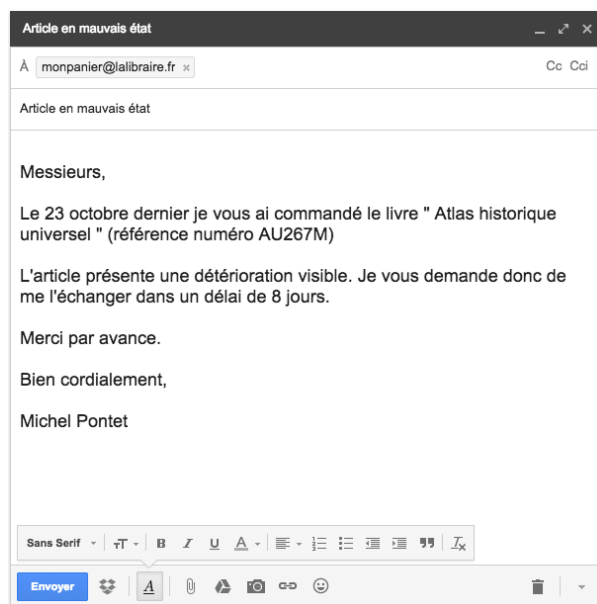 Article en mauvais état
À monpanier@lalibraire.fr × Cc Cci
Article en mauvais état
Messieurs,
Le 23 octobre dernier je vous ai commandé le livre " Atlas historique
universel " (référence numéro AU267M)
L'article présente une détérioration visible. Je vous demande donc de
me l'échanger dans un délai de 8 jours.
Merci par avance.
Bien cordialement,
Michel Pontet
Sans Serif
Envoyer